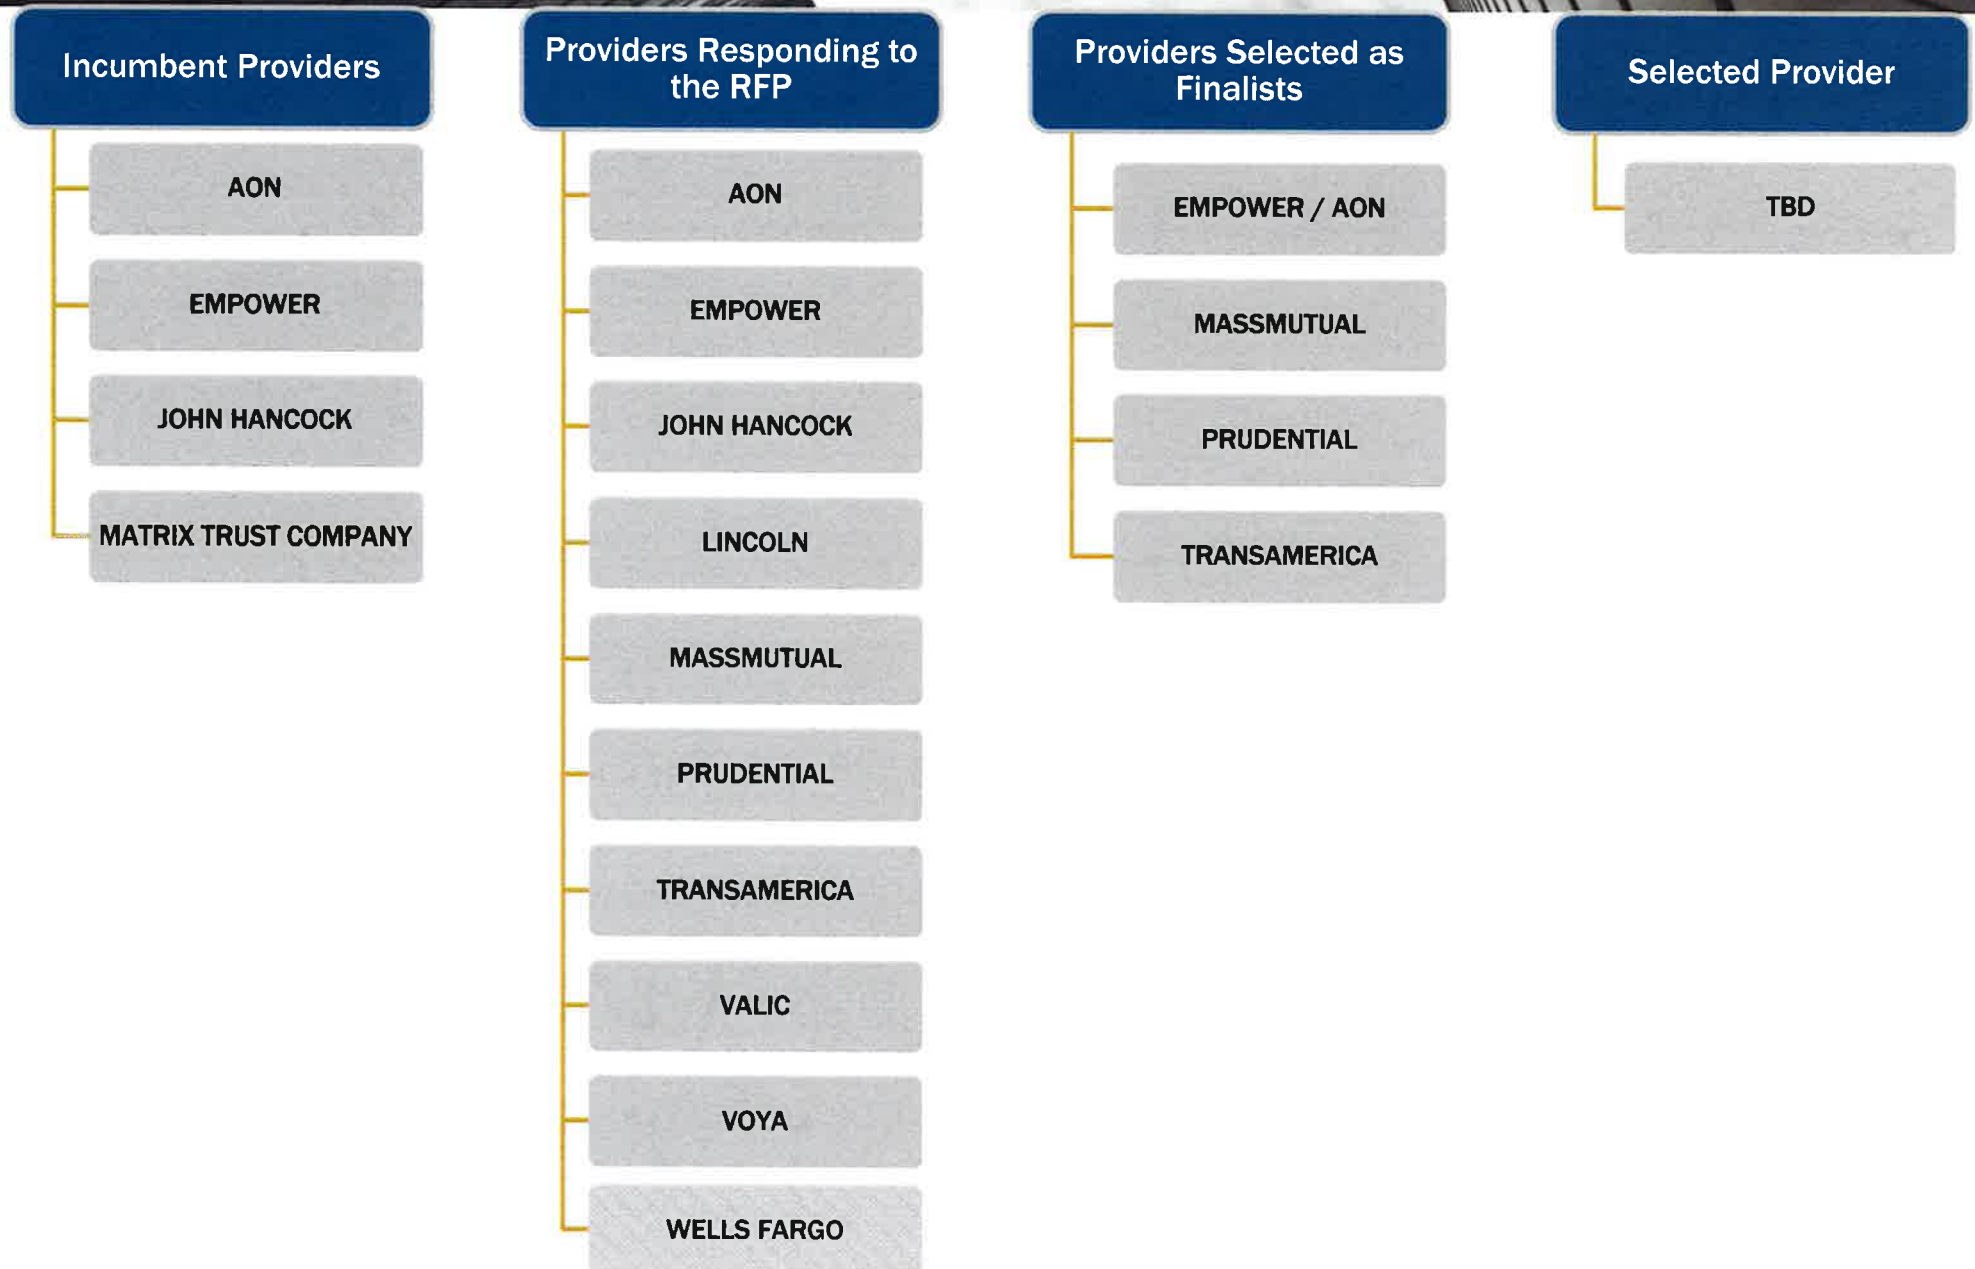 Incumbent Providers
AON
EMPOWER
JOHN HANCOCK
MATRIX TRUST COMPANY
Providers Responding to
the RFP
AON
EMPOWER
JOHN HANCOCK
LINCOLN
MASSMUTUAL
PRUDENTIAL
TRANSAMERICA
VALIC
VOYA
WELLS FARGO
Providers Selected as
Finalists
EMPOWER / AON
MASSMUTUAL
PRUDENTIAL
TRANSAMERICA
Selected Provider
TBD